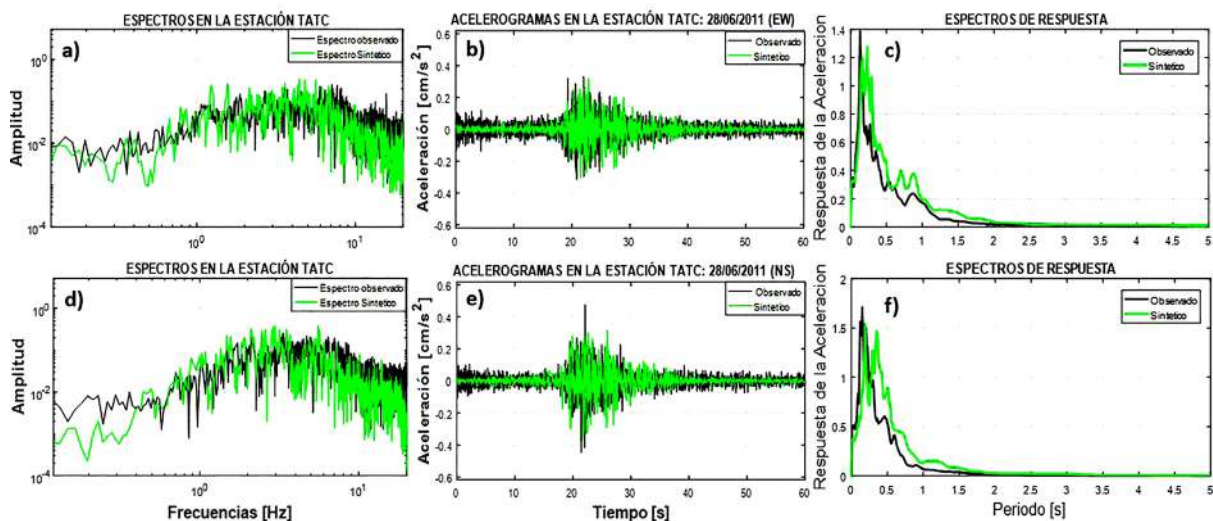 ESPECTROS EN LA ESTACIÓN TATC
a)
Espectro observado
Espectro Sintetico
Amplitud
10^0
10^-2
10^-4
10^0
10^1
ACELEROGRAMAS EN LA ESTACIÓN TATC: 28/06/2011 (EW)
b)
Observado
Sintético
Aceleración [cm/s^2]
0.6
0.4
0.2
0
-0.2
-0.4
-0.6
0 10 20 30 40 50 60
ESPECTROS DE RESPUESTA
c)
Observado
Sintetico
Respuesta de la Aceleracion
1.4
1.2
1
0.8
0.6
0.4
0.2
0
0 0.5 1 1.5 2 2.5 3 3.5 4 4.5 5
ESPECTROS EN LA ESTACIÓN TATC
d)
Espectro observado
Espectro Sintetico
Amplitud
10^0
10^-2
10^-4
10^0
10^1
Frecuencias [Hz]
ACELEROGRAMAS EN LA ESTACIÓN TATC: 28/06/2011 (NS)
e)
Observado
Sintético
Aceleración [cm/s^2]
0.6
0.4
0.2
0
-0.2
-0.4
-0.6
0 10 20 30 40 50 60
Tiempo [s]
ESPECTROS DE RESPUESTA
f)
Observado
Sintetico
Respuesta de la Aceleracion
2
1.5
1
0.5
0
0 0.5 1 1.5 2 2.5 3 3.5 4 4.5 5
Periodo [s]